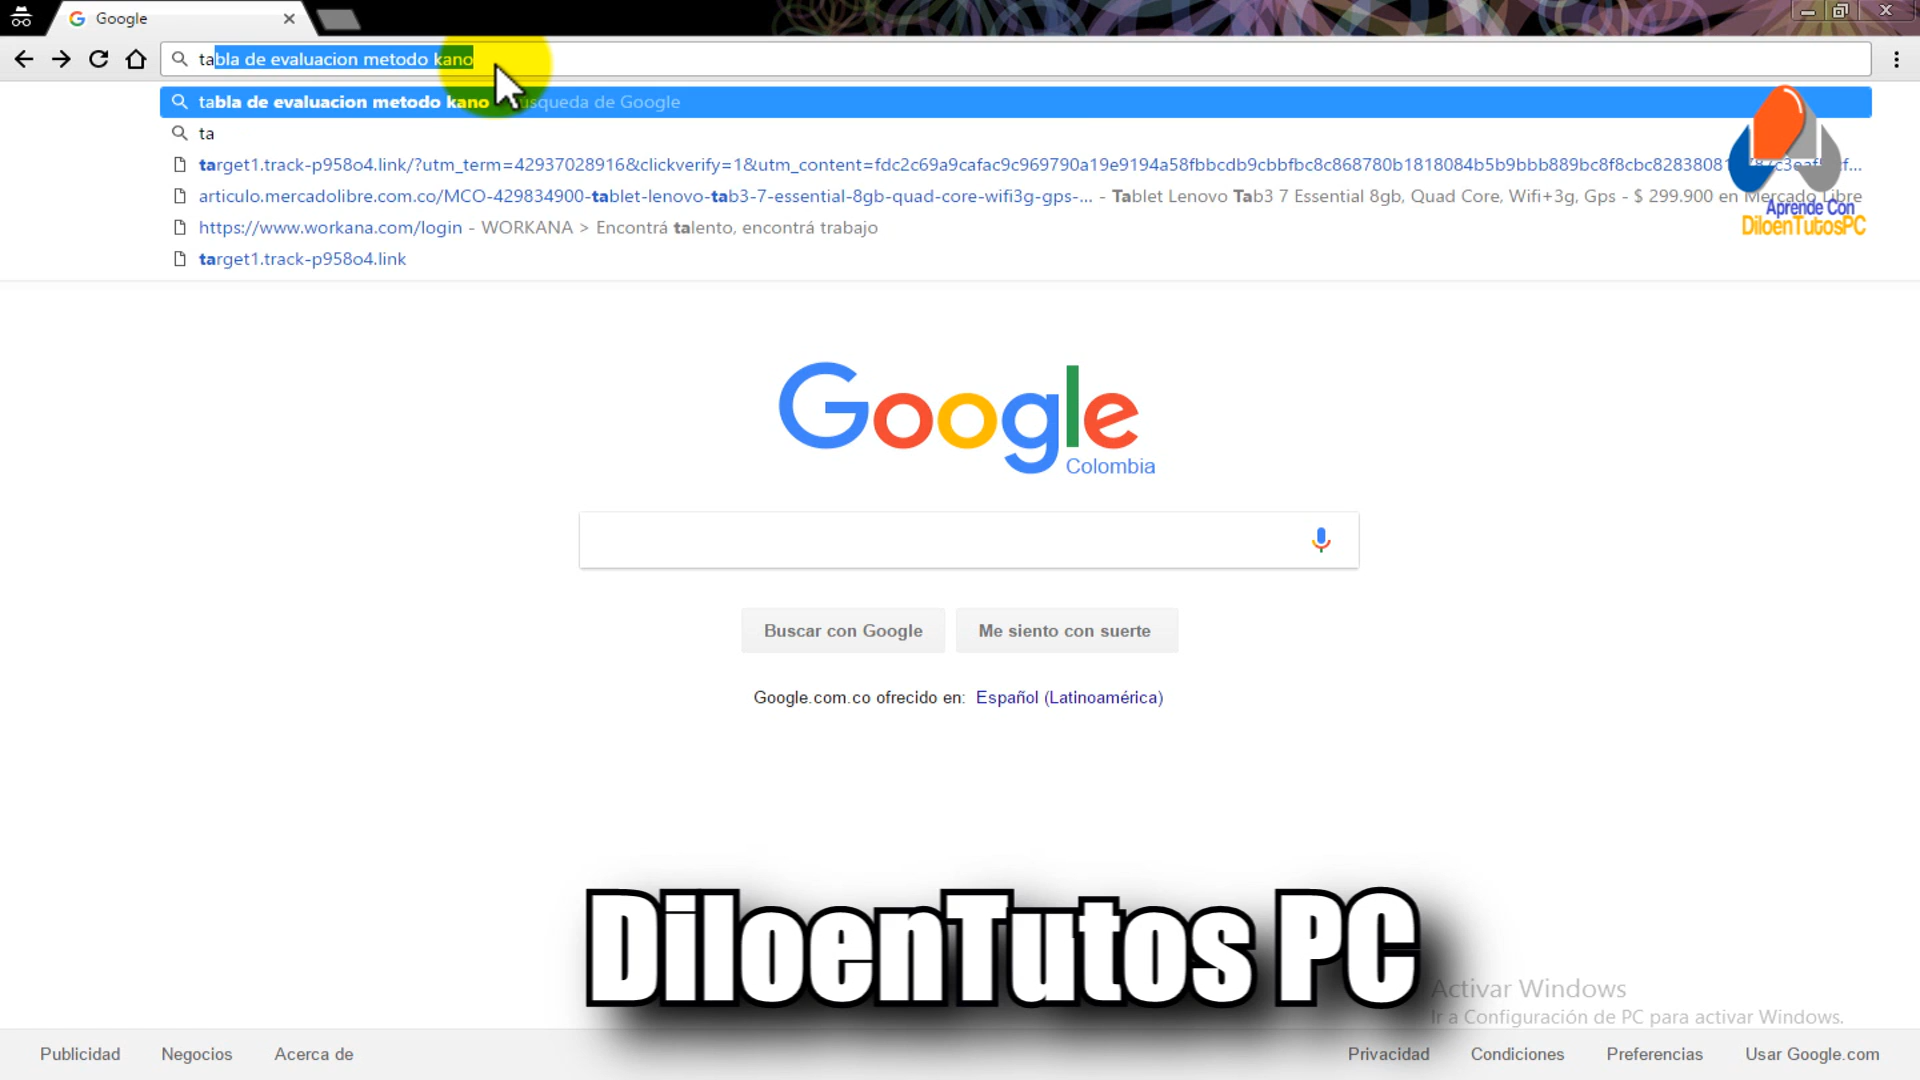 Google
tabla de evaluacion metodo kano
tabla de evaluacion metodo kano squeda de Google
ta
target1.track-p958o4.link/?utm_term=42937028916&clickverify=1&utm_content=
articulo.mercadolibre.com.co/MCO-429834900-tablet-lenovo-tab3-7-essential-8gb-quad-core-wifi3g-gps-... - Tablet Lenovo Tab3 7 Essential 8gb, Quad Core, Wifi+3g, Gps - $ 299.900 en Mercado Libre
https://www.workana.com/login - WORKANA > Encontrá talento, encontrá trabajo
target1.track-p958o4.link
Aprende Con
DiloenTutosPC
Google
Colombia
Buscar con Google Me siento con suerte
Google.com.co ofrecido en: Español (Latinoamérica)
DiloenTutos PC
Activar Windows
Ir a Configuración de PC para activar Windows.
Publicidad Negocios Acerca de Privacidad Condiciones Preferencias Usar Google.com